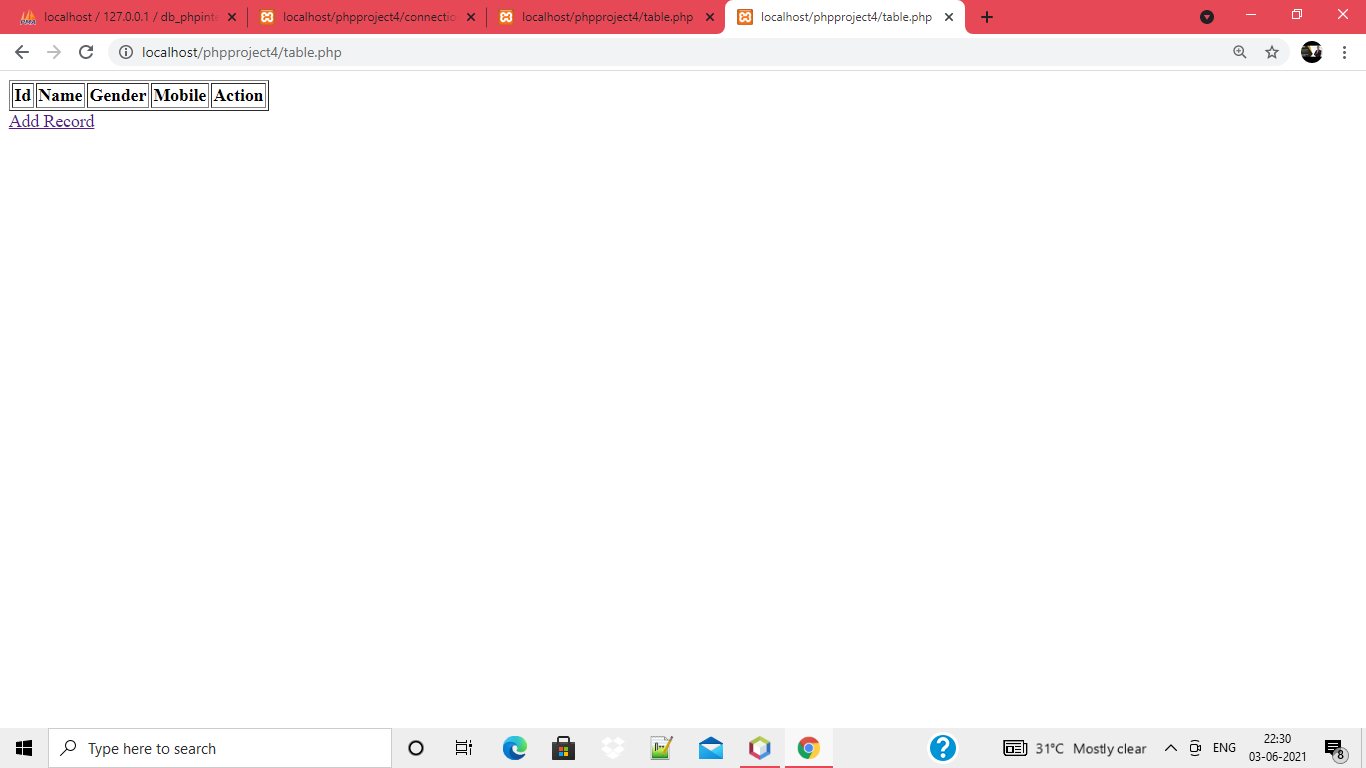 localhost / 127.0.0.1 / db_phpinte
localhost/phpproject4/connectio
localhost/phpproject4/table.php
localhost/phpproject4/table.php
localhost/phpproject4/table.php
Id Name Gender Mobile Action
Add Record
Type here to search
31°C Mostly clear
ENG
22:30
03-06-2021
8